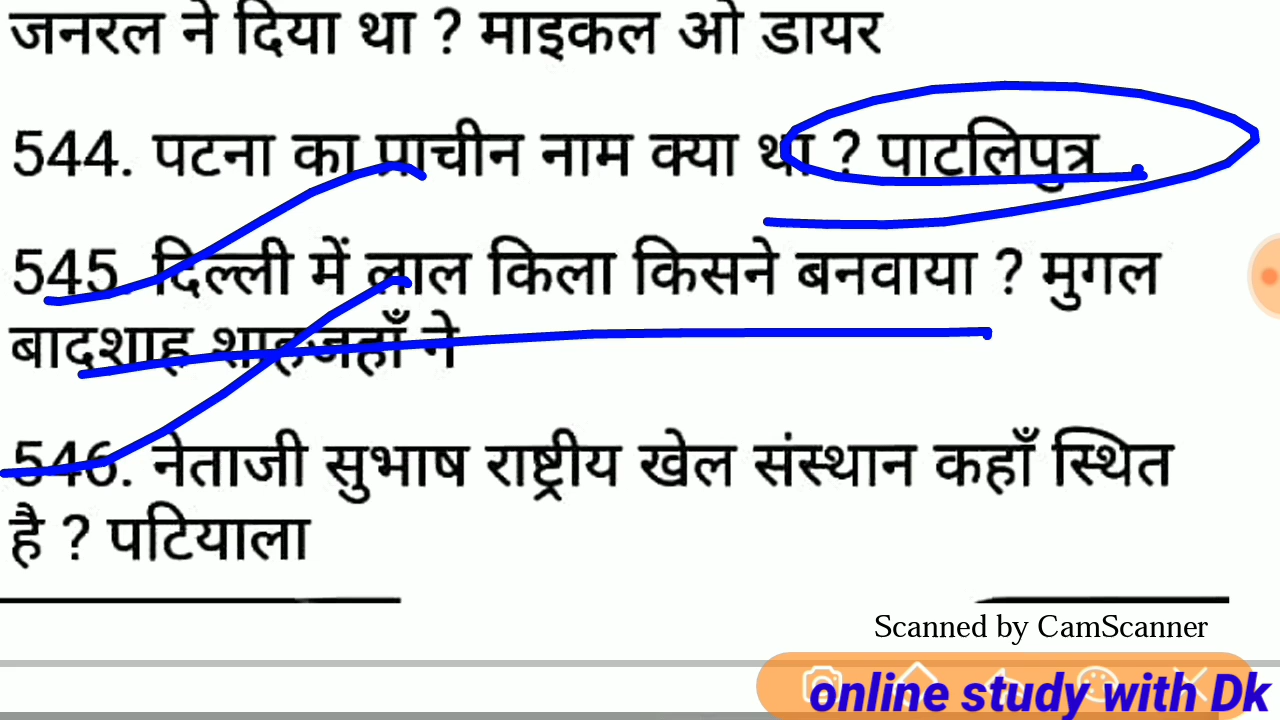 जनरल ने दिया था ? माइकल ओ डायर
544. पटना का प्राचीन नाम क्या था ? पाटलिपुत्र
545. दिल्ली में लाल किला किसने बनवाया ? मुगल
बादशाह शाहजहाँ ने
546. नेताजी सुभाष राष्ट्रीय खेल संस्थान कहाँ स्थित
है ? पटियाला
Scanned by CamScanner
online study with Dk